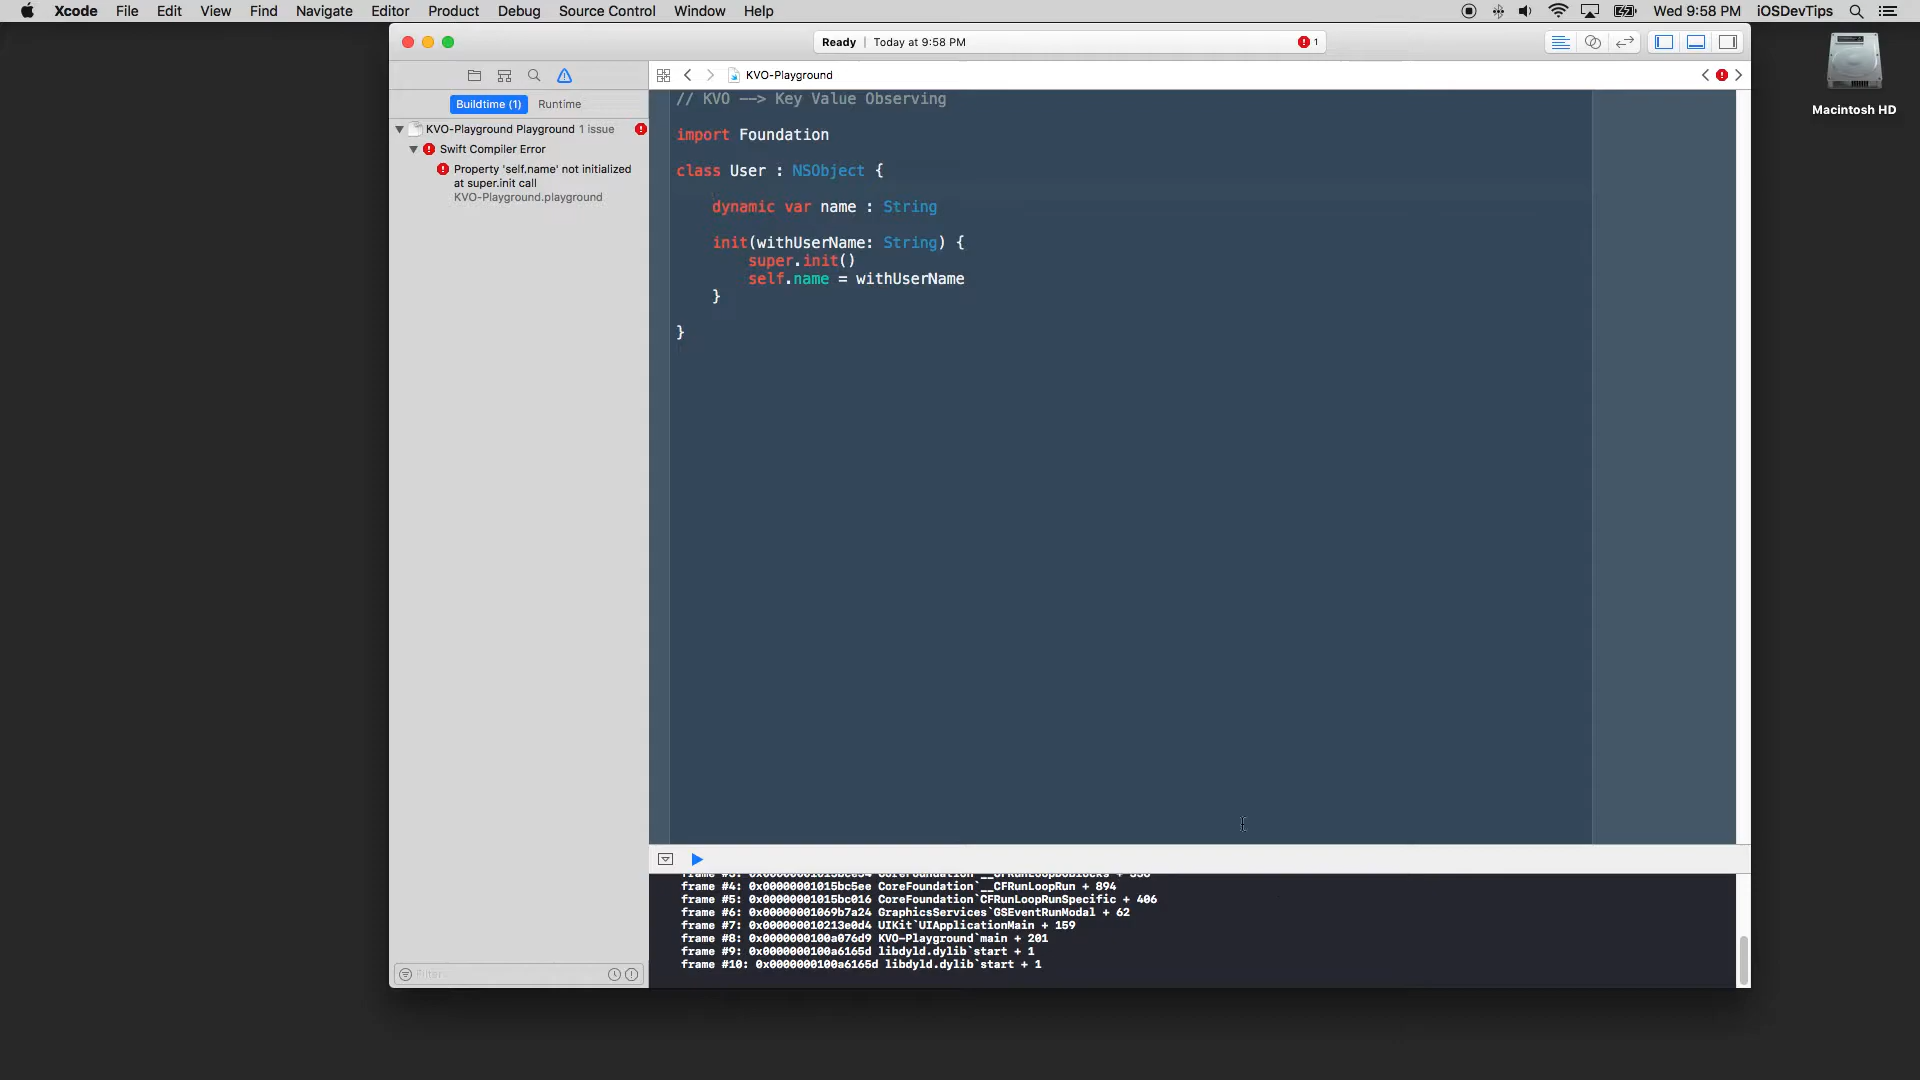 Xcode File Edit View Find Navigate Editor Product Debug Source Control Window Help Wed 9:58 PM iOSDevTips
Ready | Today at 9:58 PM 1
Macintosh HD
KVO-Playground
Buildtime (1) Runtime
KVO-Playground Playground 1 issue
Swift Compiler Error
Property 'self.name' not initialized
at super.init call
KVO-Playground.playground
Filter
// KVO --> Key Value Observing
import Foundation
class User : NSObject {
dynamic var name : String
init(withUserName: String) {
super.init()
self.name = withUserName
}
}
frame #4: 0x00000001015bc5ee CoreFoundation`__CFRunLoopRun + 894
frame #5: 0x00000001015bc016 CoreFoundation`CFRunLoopRunSpecific + 406
frame #6: 0x00000001069b7a24 GraphicsServices`GSEventRunModal + 62
frame #7: 0x000000010213e0d4 UIKit`UIApplicationMain + 159
frame #8: 0x0000000100a076d9 KVO-Playground`main + 201
frame #9: 0x0000000100a6165d libdyld.dylib`start + 1
frame #10: 0x0000000100a6165d libdyld.dylib`start + 1